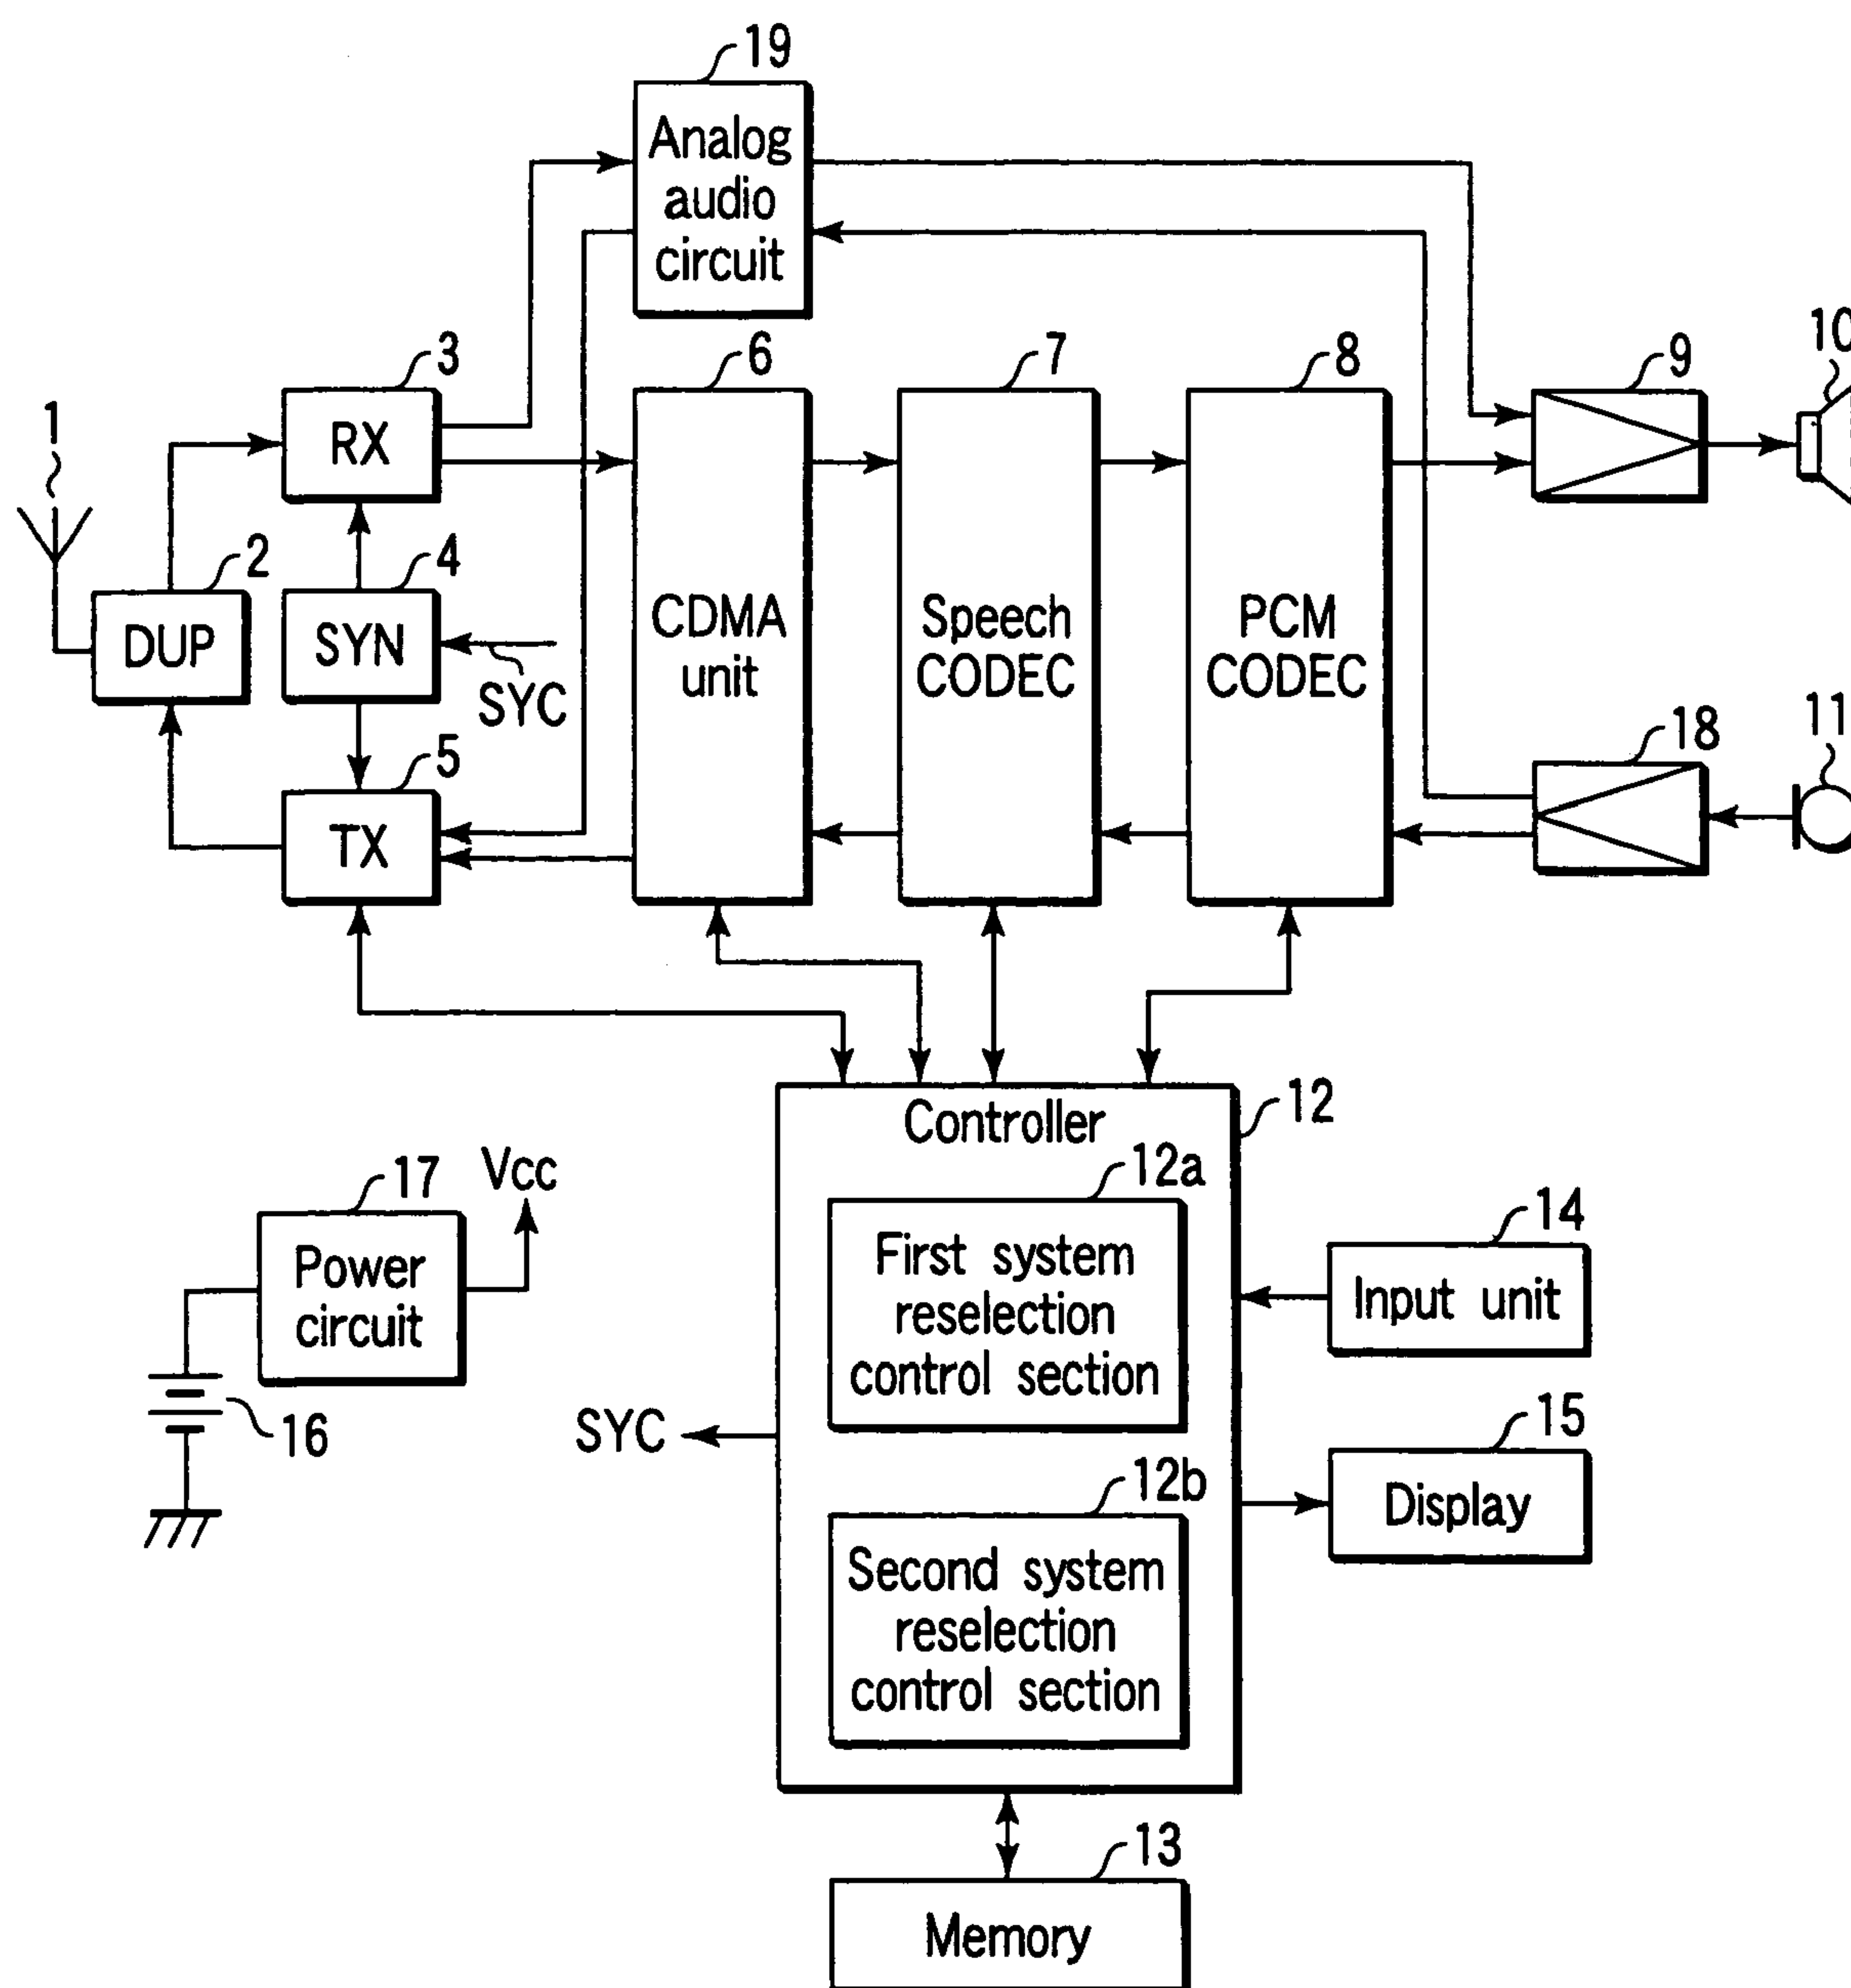 19
Analog
audio
circuit
3
6
7
8
9
10
1
RX
2
4
DUP
SYN
SYC
CDMA
unit
Speech
CODEC
PCM
CODEC
5
18
11
TX
Controller
12
12a
First system
reselection
control section
17
Vcc
Power
circuit
14
Input unit
16
SYC
15
Display
12b
Second system
reselection
control section
13
Memory